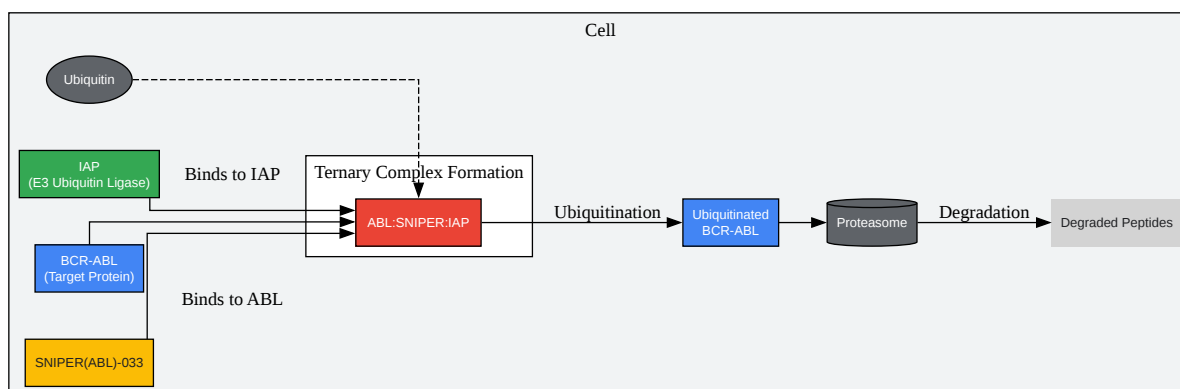 Cell
Ubiquitin
IAP
(E3 Ubiquitin Ligase)
Binds to IAP
Ternary Complex Formation
ABL:SNIPER:IAP
Ubiquitination
Ubiquitinated
BCR-ABL
Proteasome
Degradation
Degraded Peptides
BCR-ABL
(Target Protein)
Binds to ABL
SNIPER(ABL)-033